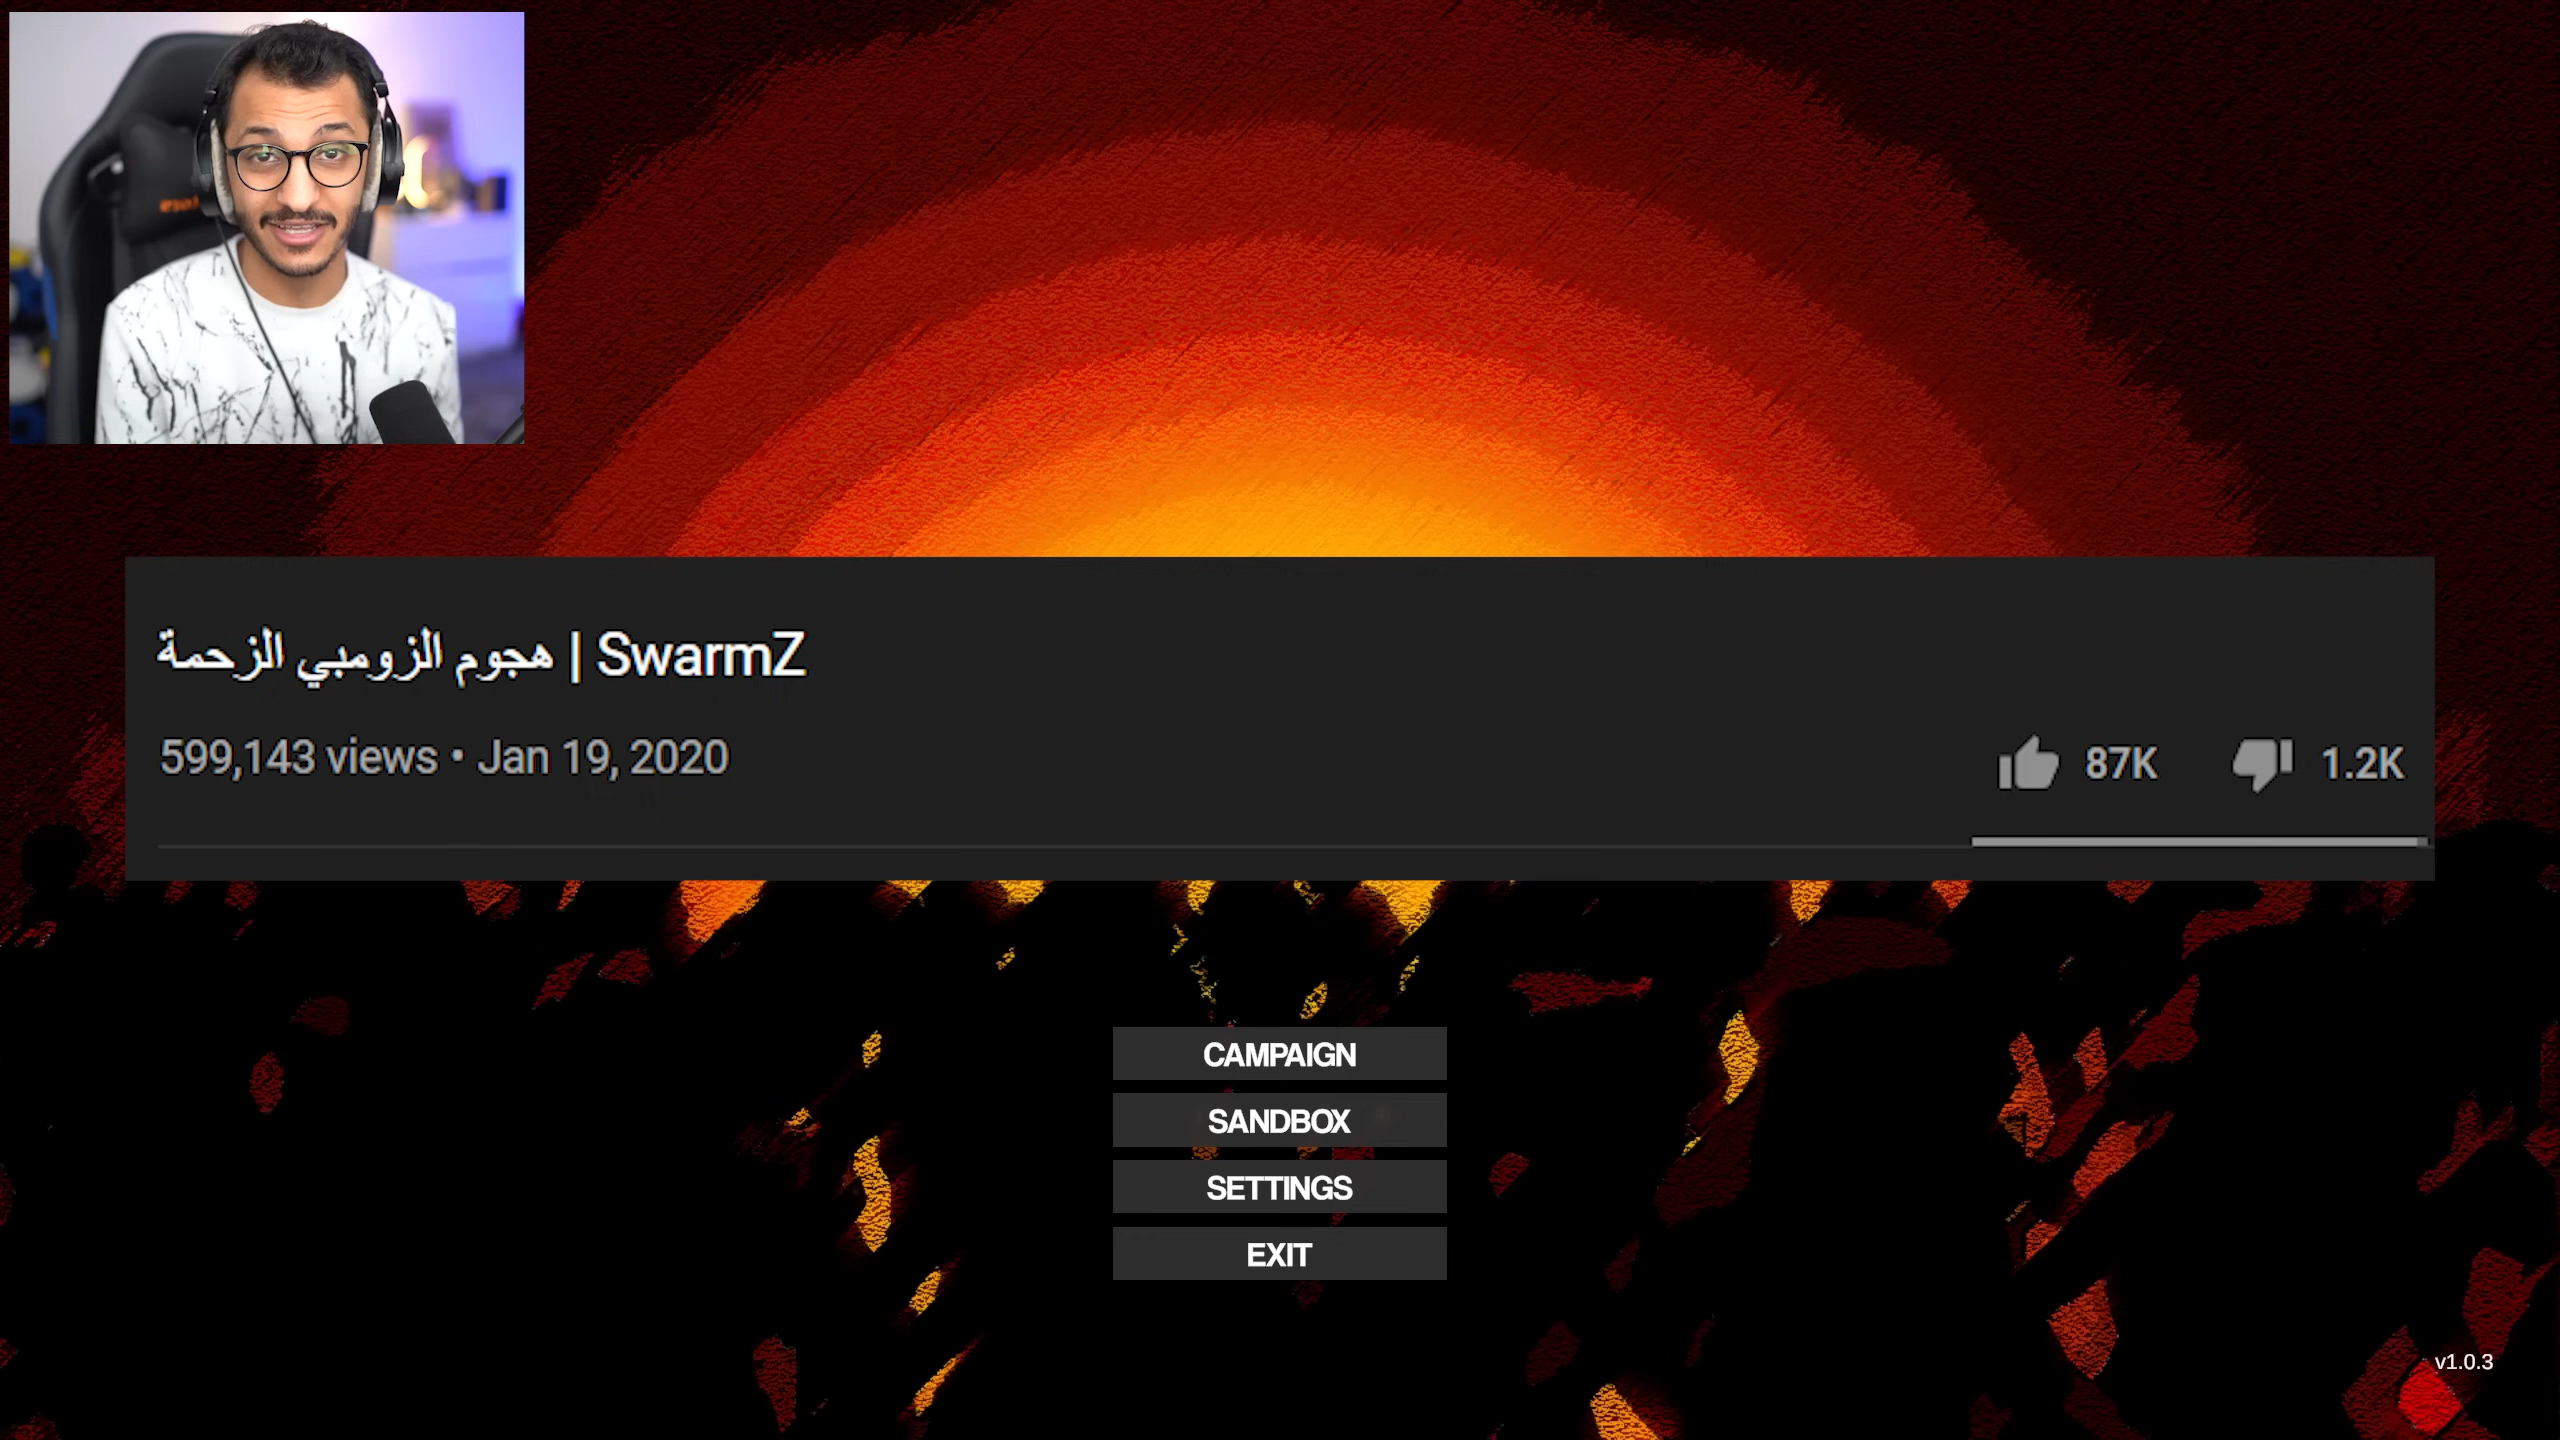 هجوم الزومبي الزحمة | SwarmZ
599,143 views • Jan 19, 2020
87K
1.2K
CAMPAIGN
SANDBOX
SETTINGS
EXIT
v1.0.3